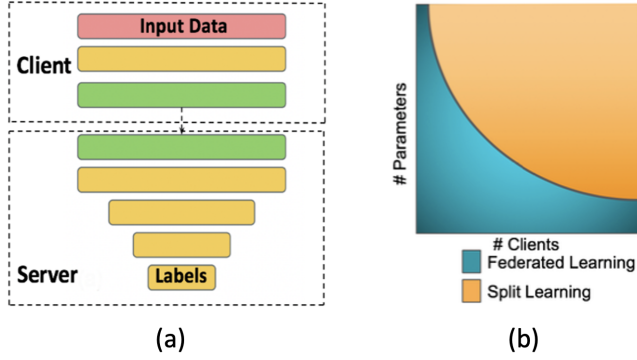 Input Data
Client
Server
Labels
(a)
# Parameters
# Clients
Federated Learning
Split Learning
(b)